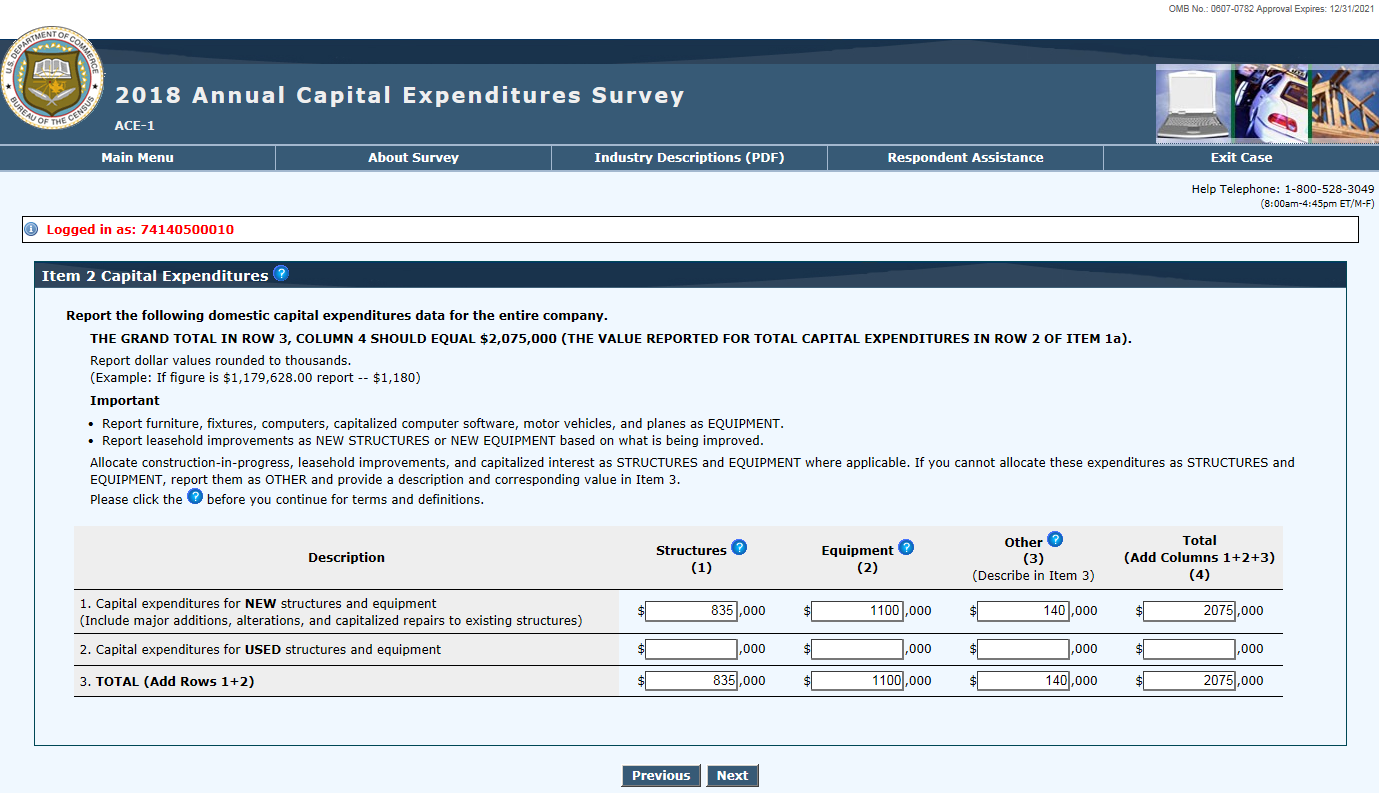 OMB No.: 0607-0782 Approval Expires: 12/31/2021
U.S. DEPARTMENT OF COMMERCE
BUREAU OF THE CENSUS
2018 Annual Capital Expenditures Survey
ACE-1
Main Menu About Survey Industry Descriptions (PDF) Respondent Assistance Exit Case
Help Telephone: 1-800-528-3049
(8:00am-4:45pm ET/M-F)
Logged in as: 74140500010
Item 2 Capital Expenditures ?
Report the following domestic capital expenditures data for the entire company.
THE GRAND TOTAL IN ROW 3, COLUMN 4 SHOULD EQUAL $2,075,000 (THE VALUE REPORTED FOR TOTAL CAPITAL EXPENDITURES IN ROW 2 OF ITEM 1a).
Report dollar values rounded to thousands.
(Example: If figure is $1,179,628.00 report -- $1,180)
Important
• Report furniture, fixtures, computers, capitalized computer software, motor vehicles, and planes as EQUIPMENT.
• Report leasehold improvements as NEW STRUCTURES or NEW EQUIPMENT based on what is being improved.
Allocate construction-in-progress, leasehold improvements, and capitalized interest as STRUCTURES and EQUIPMENT where applicable. If you cannot allocate these expenditures as STRUCTURES and
EQUIPMENT, report them as OTHER and provide a description and corresponding value in Item 3.
Please click the ? before you continue for terms and definitions.
Description
Structures ?
(1)
Equipment ?
(2)
Other ?
(3)
(Describe in Item 3)
Total
(Add Columns 1+2+3)
(4)
1. Capital expenditures for NEW structures and equipment
(Include major additions, alterations, and capitalized repairs to existing structures)
$ 835 ,000 $ 1100 ,000 $ 140 ,000 $ 2075 ,000
2. Capital expenditures for USED structures and equipment $ ,000 $ ,000 $ ,000 $ ,000
3. TOTAL (Add Rows 1+2) $ 835 ,000 $ 1100 ,000 $ 140 ,000 $ 2075 ,000
Previous Next